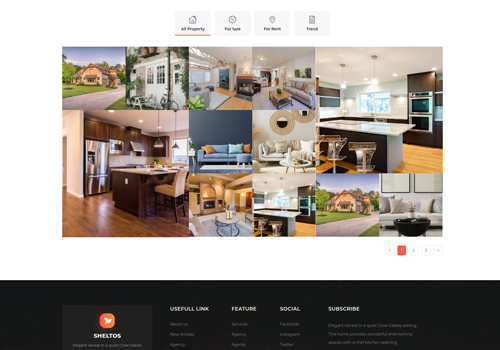 All Property
For Sale
For Rent
Trend
1
2
3
SHELTOS
Elegant retreat in a quiet Coral Gables
USEFULL LINK
About us
New Arrivals
Agency
FEATURE
Services
Agency
Agents
SOCIAL
Facebook
Instagram
Twitter
SUBSCRIBE
Elegant retreat in a quiet Coral Gables setting.
This home provides wonderful entertaining
spaces with a chef kitchen opening